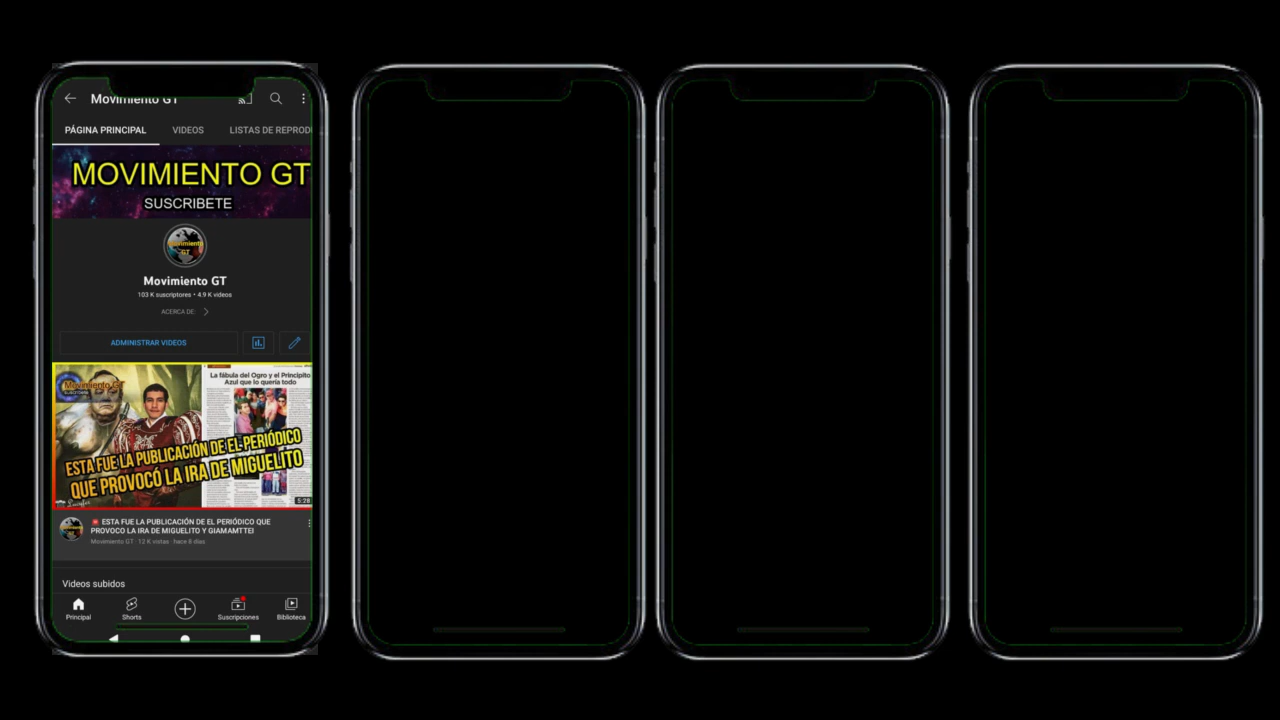 Movimiento GT
PÁGINA PRINCIPAL VIDEOS LISTAS DE REPROD
MOVIMIENTO GT
SUSCRIBETE
Movimiento
GT
Movimiento GT
103 K suscriptores • 4.9 K videos
ACERCA DE:
ADMINISTRAR VIDEOS
Movimiento GT
La fábula del Ogro y el Principito
Azul que lo quería todo
ESTA FUE LA PUBLICACIÓN DE EL PERIÓDICO
QUE PROVOCÓ LA IRA DE MIGUELITO
5:28
ESTA FUE LA PUBLICACIÓN DE EL PERIÓDICO QUE
PROVOCO LA IRA DE MIGUELITO Y GIAMAMTTEI
Movimiento GT · 12 K vistas · hace 8 días
Videos subidos
Principal Shorts Suscripciones Biblioteca